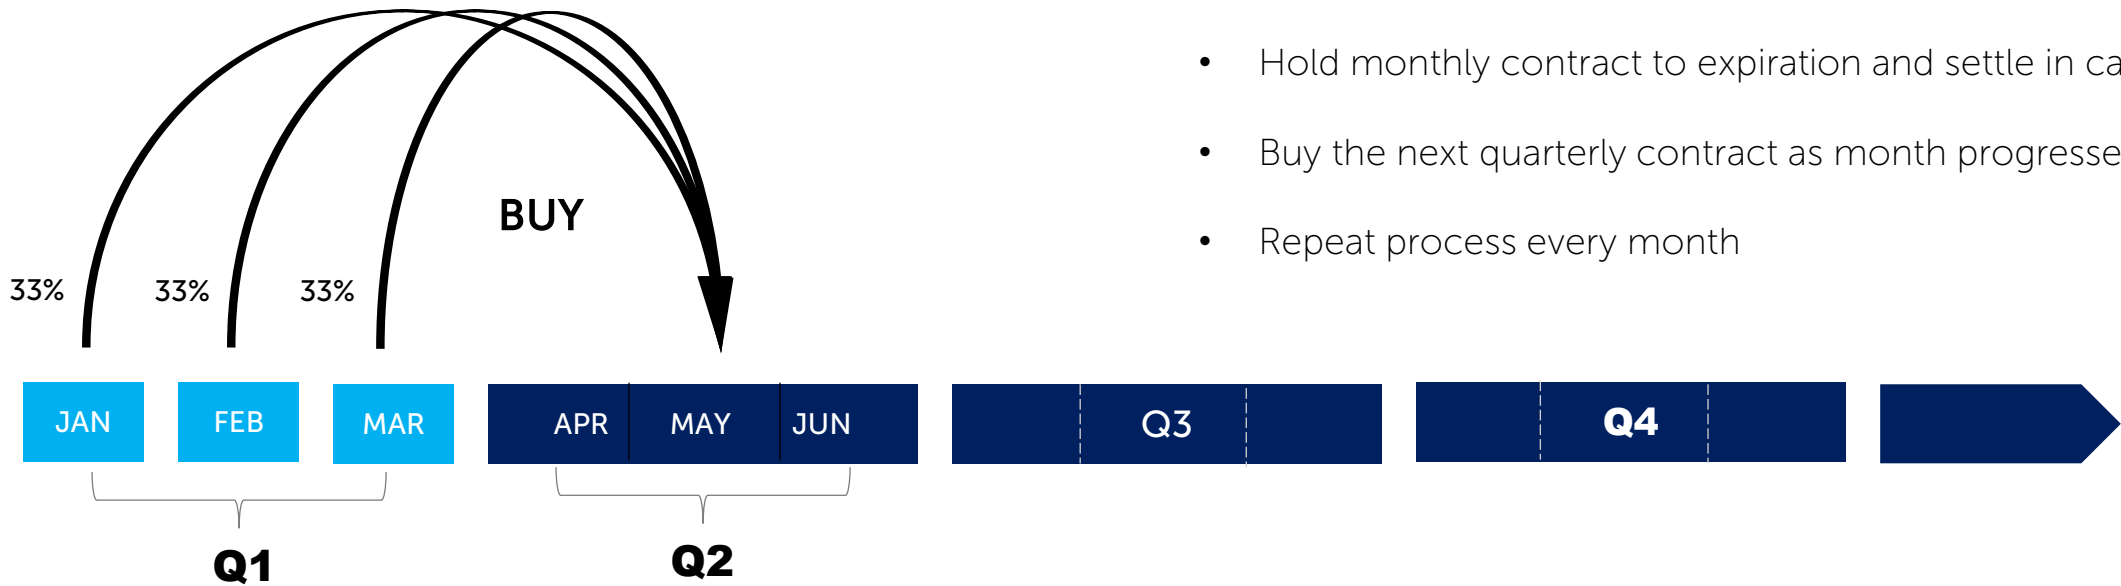 • Hold monthly contract to expiration and settle in ca
• Buy the next quarterly contract as month progresse
• Repeat process every month
BUY
33% 33% 33%
JAN FEB MAR APR MAY JUN Q3 Q4
Q1 Q2